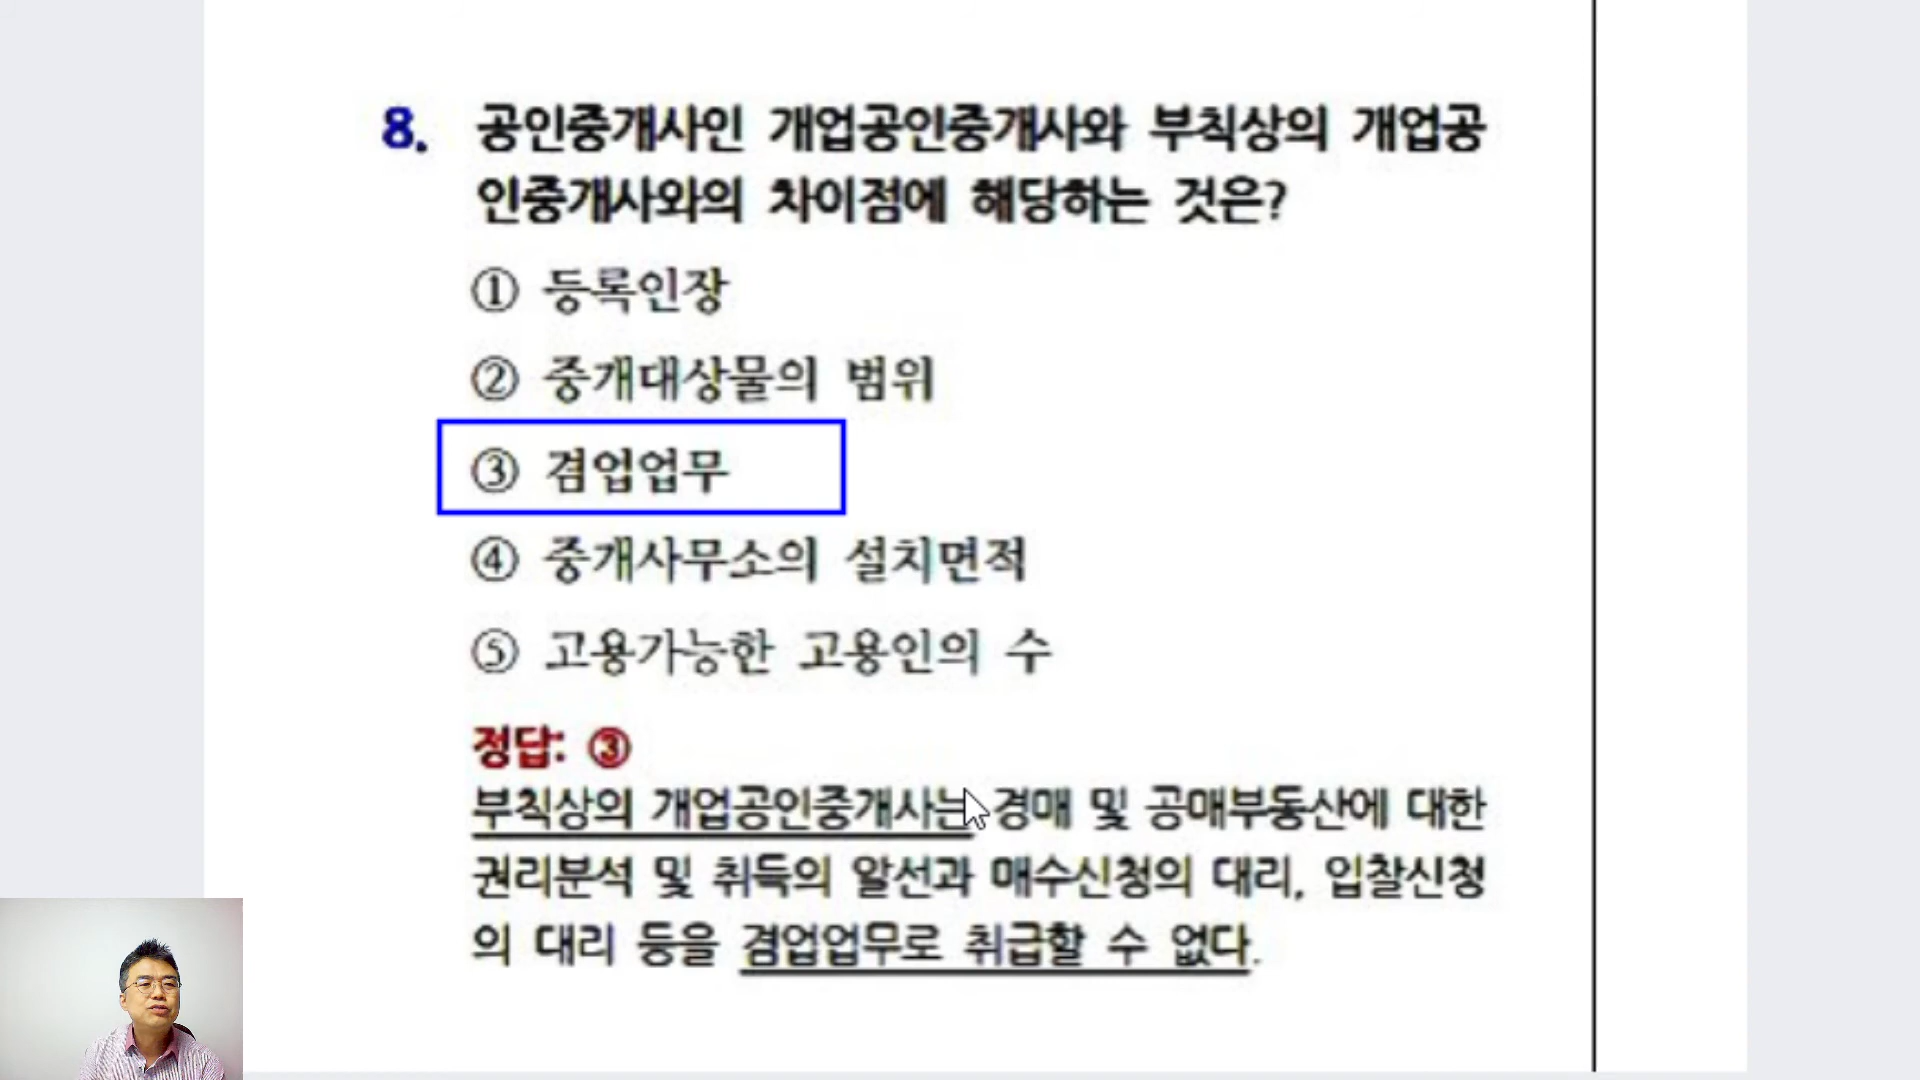 8. 공인중개사인 개업공인중개사와 부칙상의 개업공
인중개사와의 차이점에 해당하는 것은?
① 등록인장
② 중개대상물의 범위
③ 겸업업무
④ 중개사무소의 설치면적
⑤ 고용가능한 고용인의 수
정답: ③
부칙상의 개업공인중개사는 경매 및 공매부동산에 대한
권리분석 및 취득의 알선과 매수신청의 대리, 입찰신청
의 대리 등을 겸업업무로 취급할 수 없다.